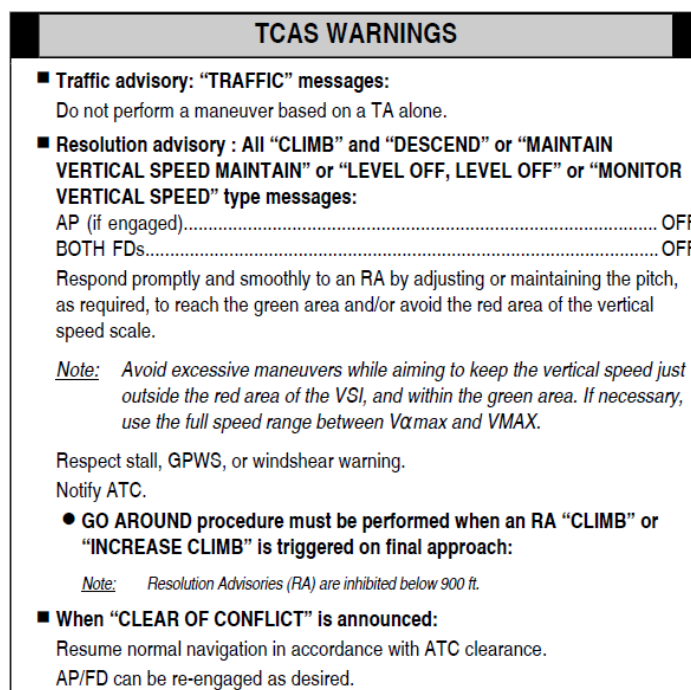 TCAS WARNINGS
■ Traffic advisory: “TRAFFIC” messages:
Do not perform a maneuver based on a TA alone.
■ Resolution advisory : All “CLIMB” and “DESCEND” or “MAINTAIN
VERTICAL SPEED MAINTAIN” or “LEVEL OFF, LEVEL OFF” or “MONITOR
VERTICAL SPEED” type messages:
AP (if engaged)................................................................................................ OFF
BOTH FDs........................................................................................................ OFF
Respond promptly and smoothly to an RA by adjusting or maintaining the pitch,
as required, to reach the green area and/or avoid the red area of the vertical
speed scale.
Note: Avoid excessive maneuvers while aiming to keep the vertical speed just
outside the red area of the VSI, and within the green area. If necessary,
use the full speed range between Vαmax and VMAX.
Respect stall, GPWS, or windshear warning.
Notify ATC.
● GO AROUND procedure must be performed when an RA “CLIMB” or
“INCREASE CLIMB” is triggered on final approach:
Note: Resolution Advisories (RA) are inhibited below 900 ft.
■ When “CLEAR OF CONFLICT” is announced:
Resume normal navigation in accordance with ATC clearance.
AP/FD can be re-engaged as desired.